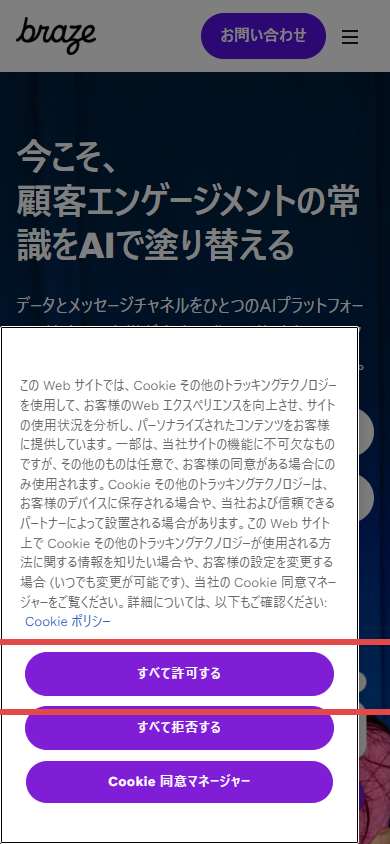 braze
お問い合わせ
今こそ、
顧客エンゲージメントの常
識をAIで塗り替える
データとメッセージチャネルをひとつのAIプラットフォー
この Web サイトでは、Cookie その他のトラッキングテクノロジー
を使用して、お客様のWeb エクスペリエンスを向上させ、サイト
の使用状況を分析し、パーソナライズされたコンテンツをお客様
に提供しています。一部は、当社サイトの機能に不可欠なもの
ですが、その他のものは任意で、お客様の同意がある場合にの
み使用されます。Cookie その他のトラッキングテクノロジーは、
お客様のデバイスに保存される場合や、当社および信頼できる
パートナーによって設置される場合があります。この Web サイト
上で Cookie その他のトラッキングテクノロジーが使用される方
法に関する情報を知りたい場合や、お客様の設定を変更する
場合 (いつでも変更が可能です)、当社の Cookie 同意マネー
ジャーをご覧ください。詳細については、以下もご確認ください:
Cookie ポリシー
すべて許可する
すべて拒否する
Cookie 同意マネージャー